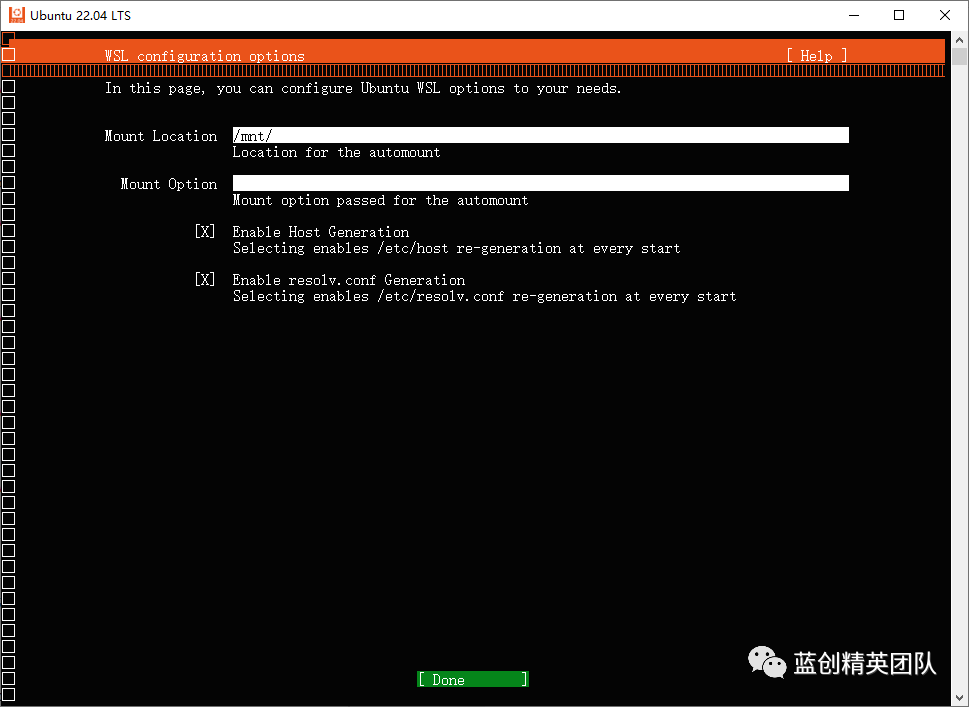 Ubuntu 22.04 LTS
WSL configuration options [ Help ]
In this page, you can configure Ubuntu WSL options to your needs.
Mount Location /mnt/
Location for the automount
Mount Option
Mount option passed for the automount
[X] Enable Host Generation
Selecting enables /etc/host re-generation at every start
[X] Enable resolv.conf Generation
Selecting enables /etc/resolv.conf re-generation at every start
蓝创精英团队
[ Done ]